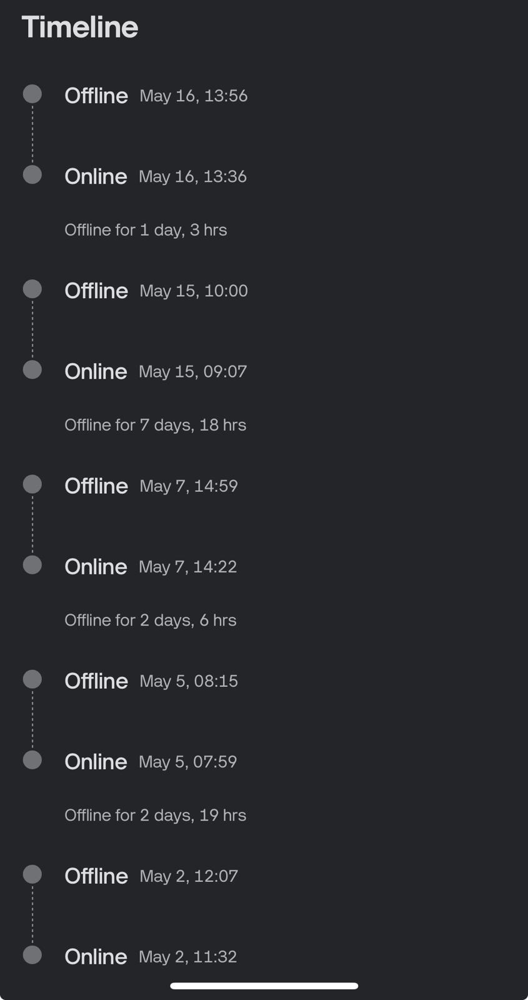 Timeline
Offline May 16, 13:56
Online May 16, 13:36
Offline for 1 day, 3 hrs
Offline May 15, 10:00
Online May 15, 09:07
Offline for 7 days, 18 hrs
Offline May 7, 14:59
Online May 7, 14:22
Offline for 2 days, 6 hrs
Offline May 5, 08:15
Online May 5, 07:59
Offline for 2 days, 19 hrs
Offline May 2, 12:07
Online May 2, 11:32